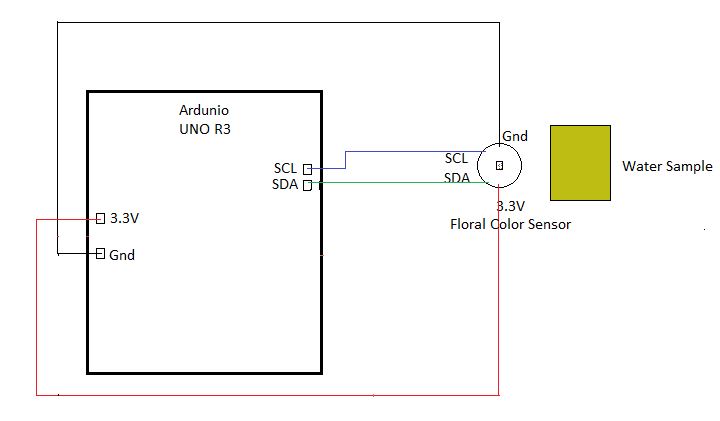 Ardunio
UNO R3
SCL
SDA
3.3V
Gnd
Gnd
SCL
SDA
3.3V
Floral Color Sensor
Water Sample